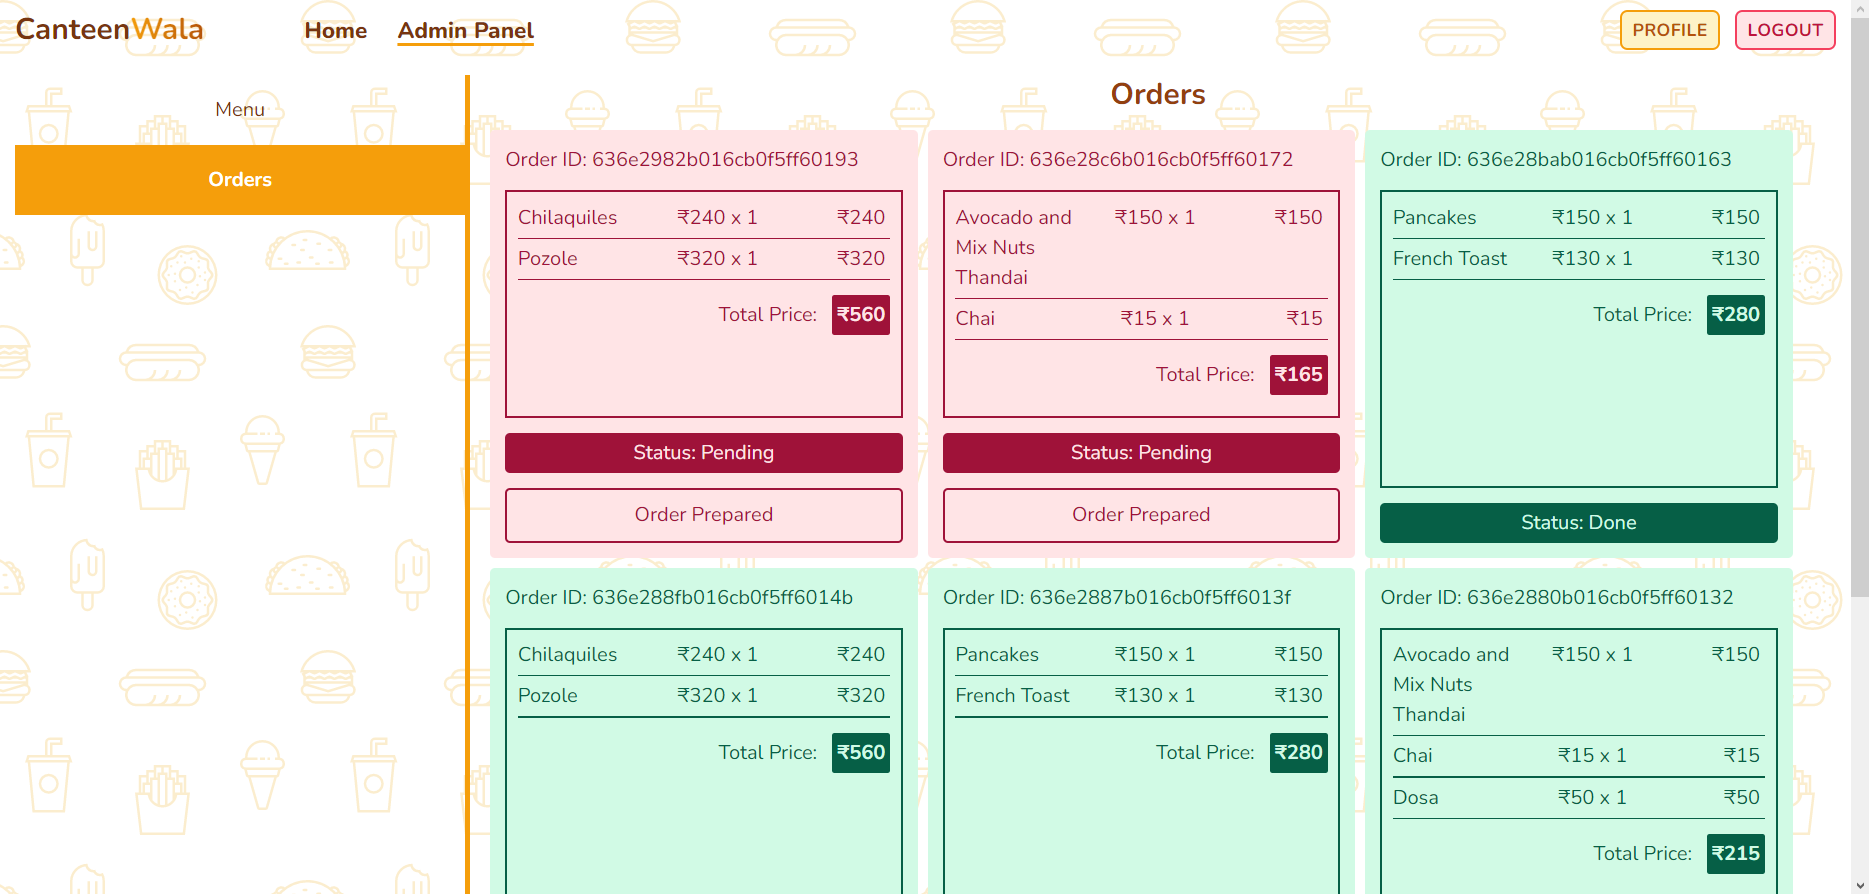 CanteenWala
Home
Admin Panel
PROFILE
LOGOUT
Menu
Orders
Orders
Order ID: 636e2982b016cb0f5ff60193
Chilaquiles ₹240 x 1 ₹240
Pozole ₹320 x 1 ₹320
Total Price: ₹560
Status: Pending
Order Prepared
Order ID: 636e28c6b016cb0f5ff60172
Avocado and ₹150 x 1 ₹150
Mix Nuts
Thandai
Chai ₹15 x 1 ₹15
Total Price: ₹165
Status: Pending
Order Prepared
Order ID: 636e28bab016cb0f5ff60163
Pancakes ₹150 x 1 ₹150
French Toast ₹130 x 1 ₹130
Total Price: ₹280
Status: Done
Order ID: 636e288fb016cb0f5ff6014b
Chilaquiles ₹240 x 1 ₹240
Pozole ₹320 x 1 ₹320
Total Price: ₹560
Order ID: 636e2887b016cb0f5ff6013f
Pancakes ₹150 x 1 ₹150
French Toast ₹130 x 1 ₹130
Total Price: ₹280
Order ID: 636e2880b016cb0f5ff60132
Avocado and ₹150 x 1 ₹150
Mix Nuts
Thandai
Chai ₹15 x 1 ₹15
Dosa ₹50 x 1 ₹50
Total Price: ₹215